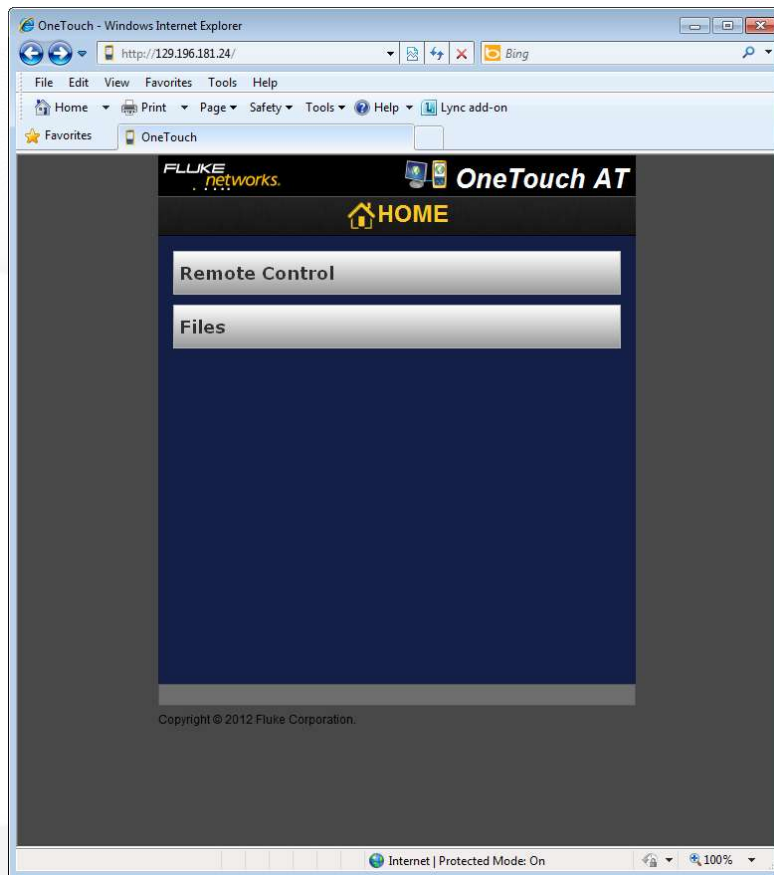 OneTouch - Windows Internet Explorer
http://129.196.181.24/
Bing
File Edit View Favorites Tools Help
Home Print Page Safety Tools Help Lync add-on
Favorites OneTouch
FLUKE networks. OneTouch AT
HOME
Remote Control
Files
Copyright © 2012 Fluke Corporation.
Internet | Protected Mode: On 100%